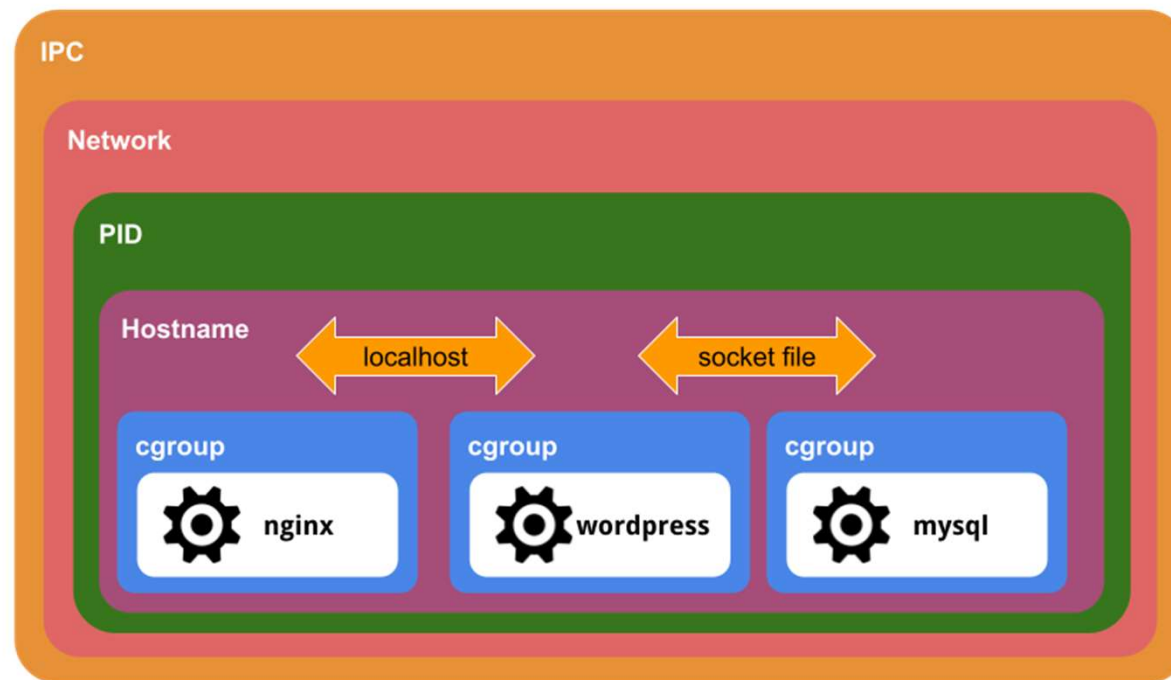 IPC
Network
PID
Hostname
localhost
socket file
cgroup
cgroup
cgroup
nginx
wordpress
mysql